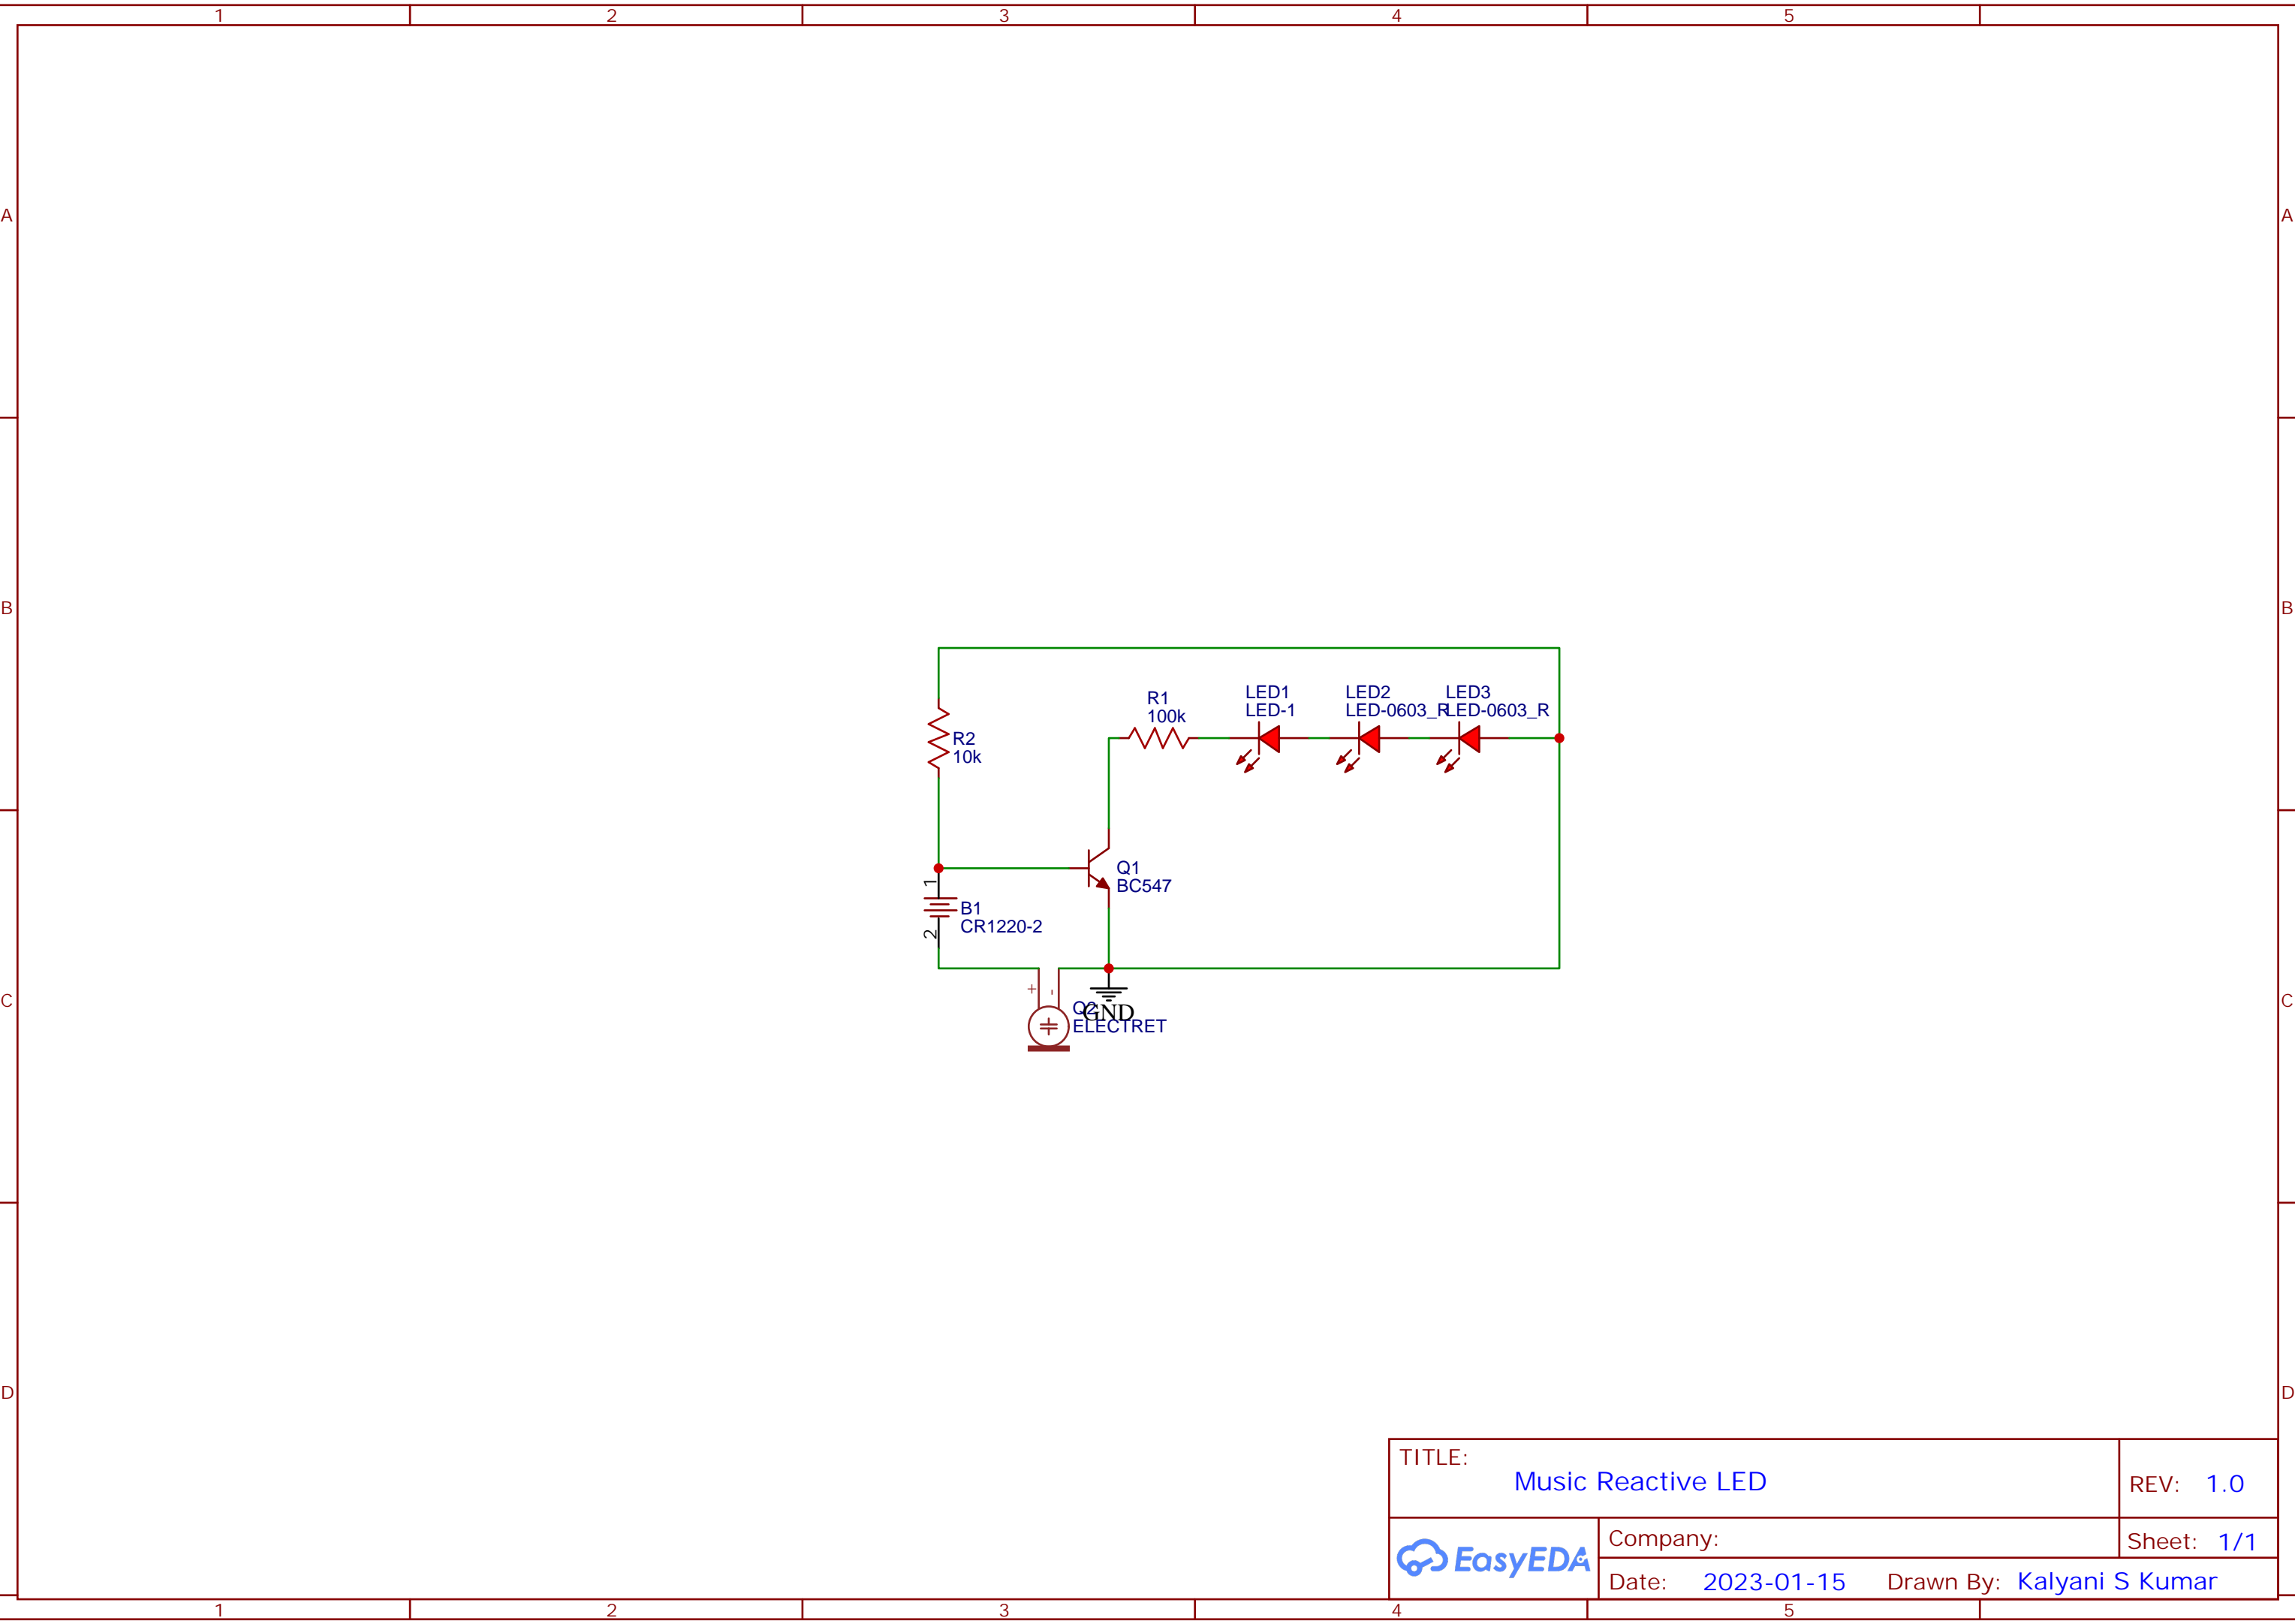 1 2 3 4 5
A A
B B
C C
D D
R1
100k
LED1
LED-1
LED2
LED-0603_R
LED3
LED-0603_R
R2
10k
Q1
BC547
1
B1
CR1220-2
2
+ -
Q2
GND
ELECTRET
TITLE:
Music Reactive LED
REV: 1.0
EasyEDA
Company:
Sheet: 1/1
Date: 2023-01-15 Drawn By: Kalyani S Kumar
1 2 3 4 5